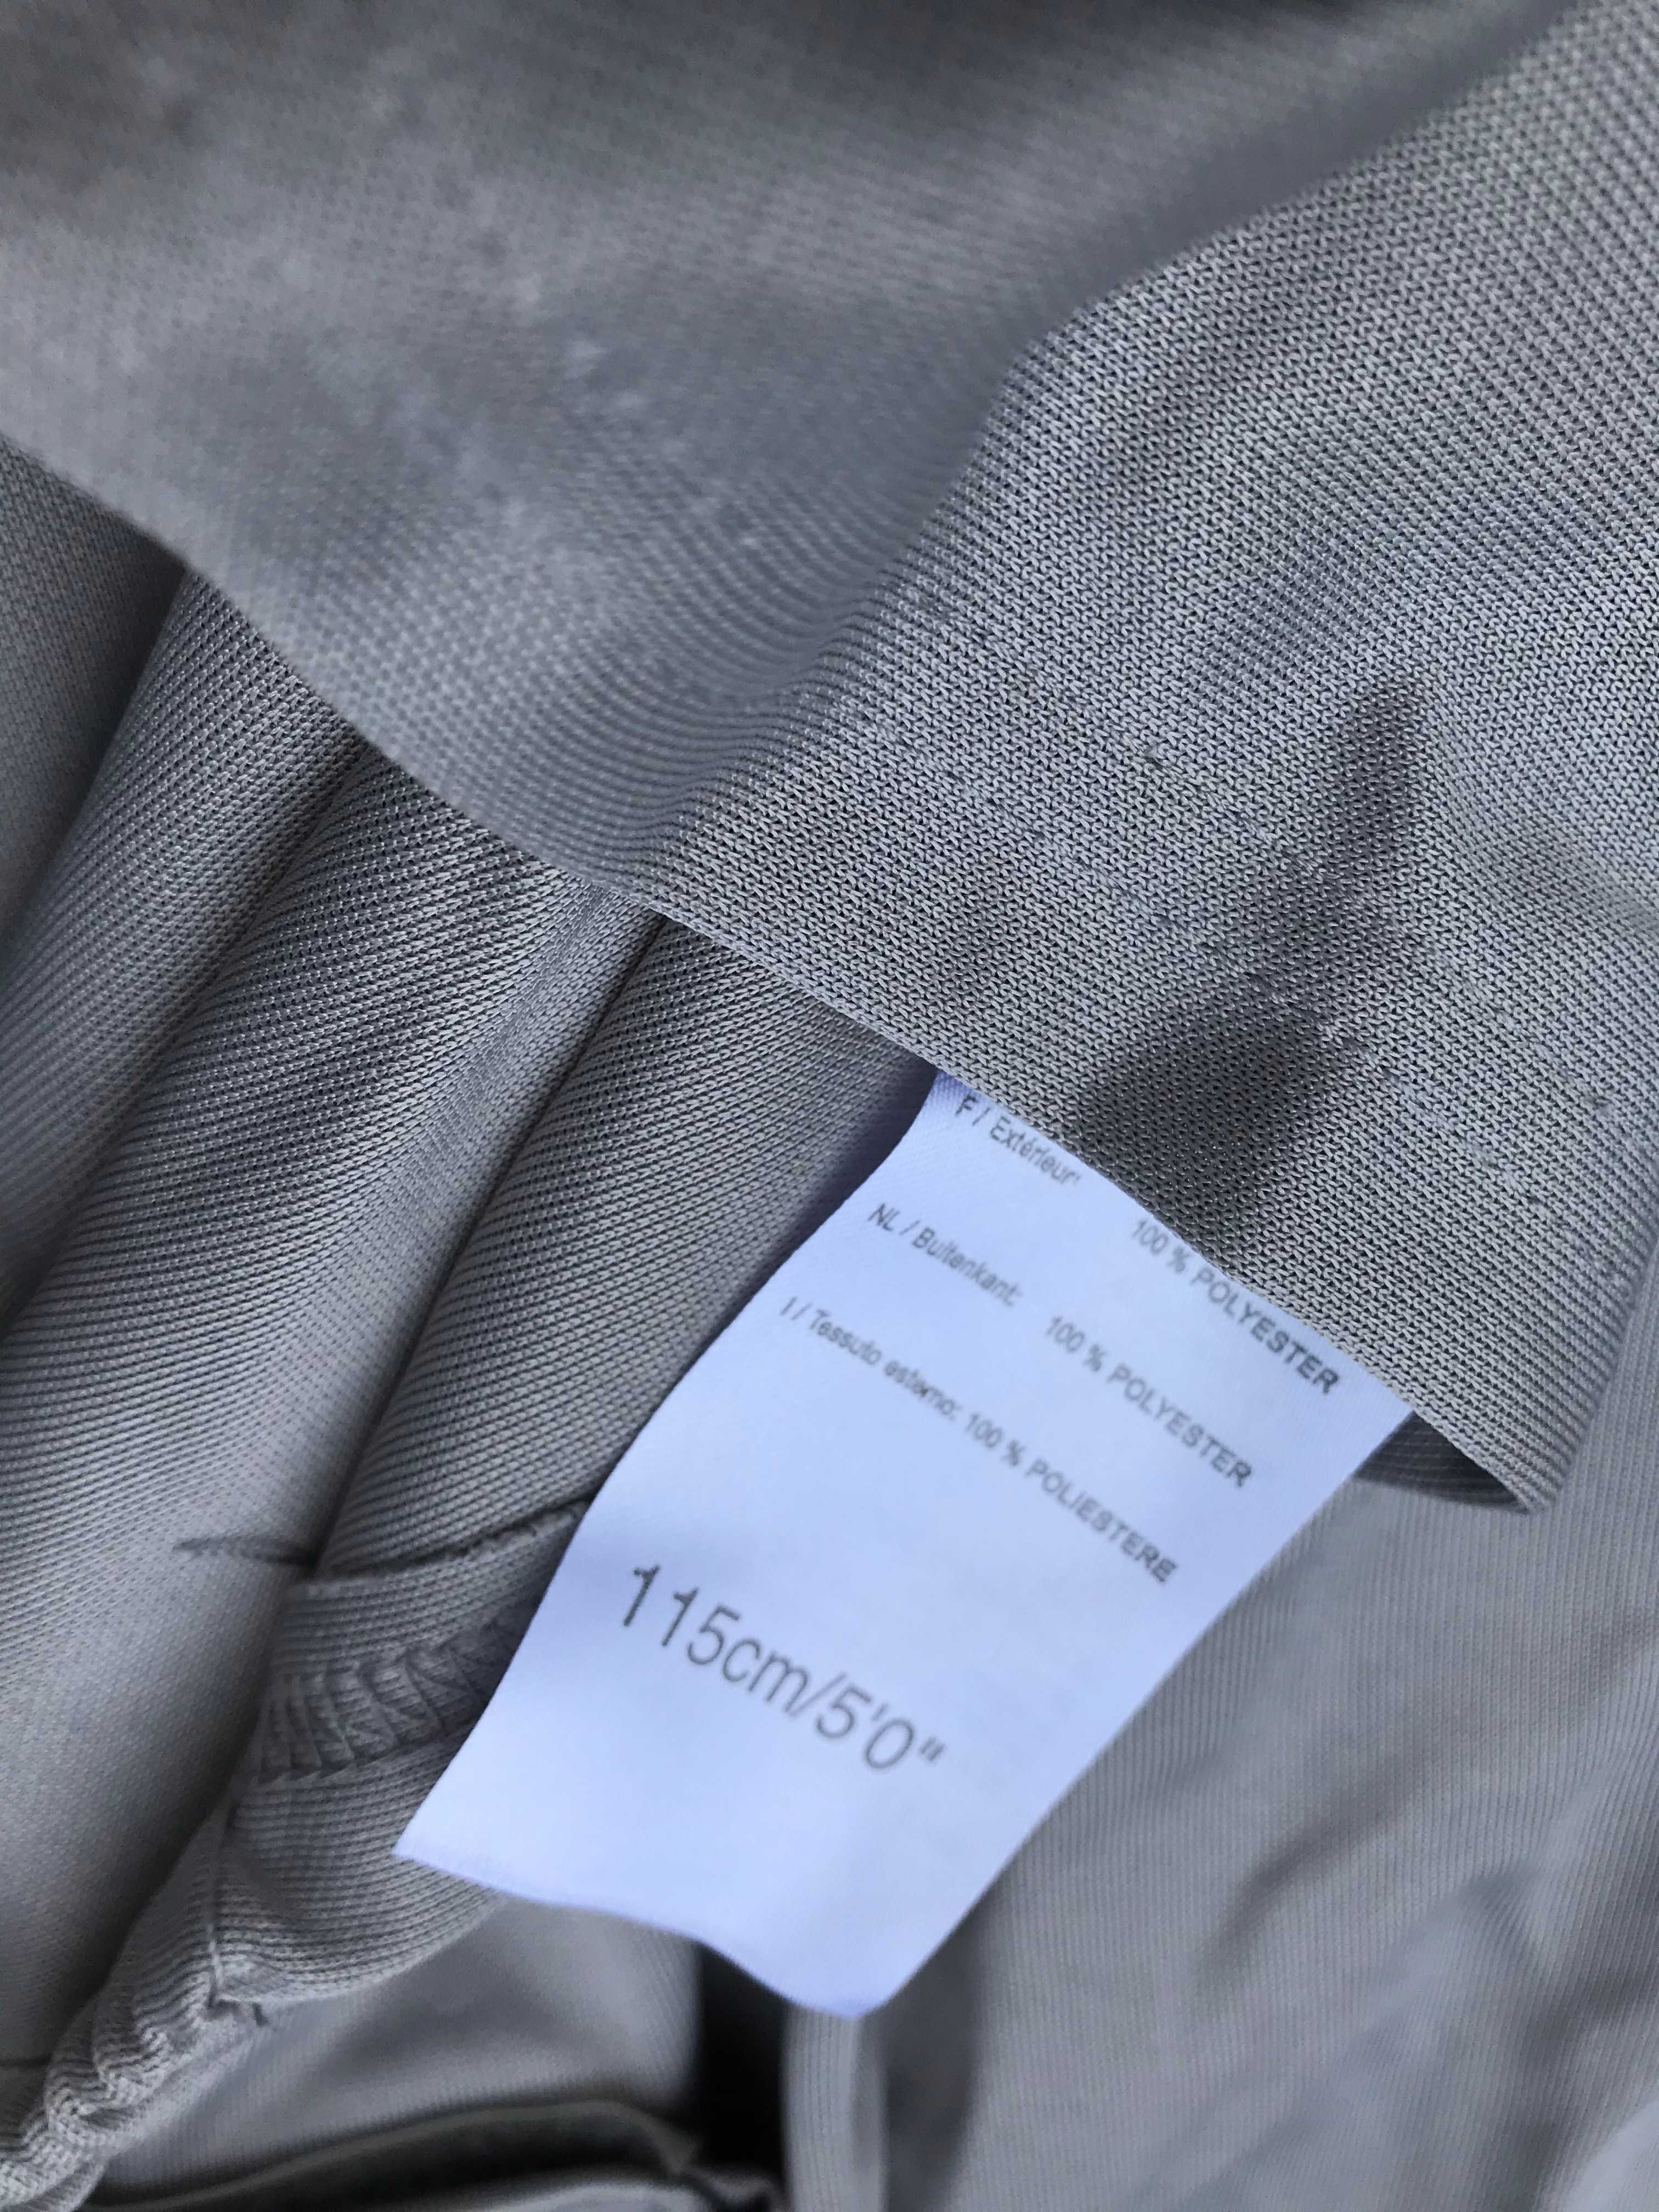 F / Extérieur:
100 % POLYESTER
NL / Buitenkant: 100 % POLYESTER
I / Tessuto esterno: 100 % POLIESTERE
115cm/5'0"